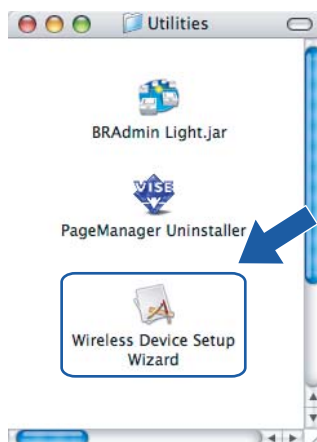 Utilities
BRAdmin Light.jar
VISE
PageManager Uninstaller
Wireless Device Setup
Wizard